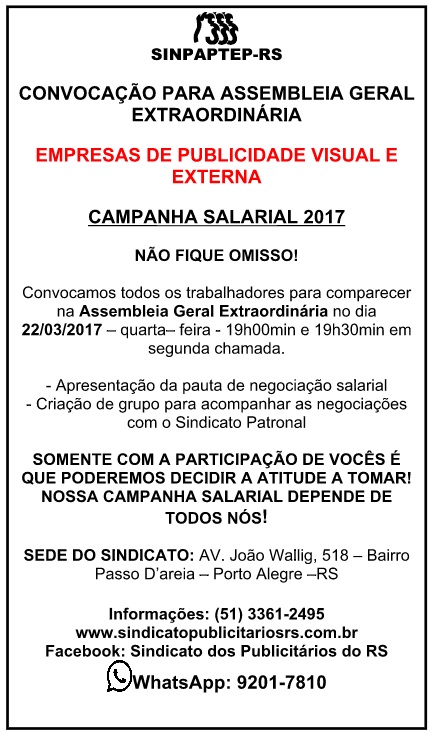 SINPAPTEP-RS
CONVOCAÇÃO PARA ASSEMBLEIA GERAL
EXTRAORDINÁRIA
EMPRESAS DE PUBLICIDADE VISUAL E
EXTERNA
CAMPANHA SALARIAL 2017
NÃO FIQUE OMISSO!
Convocamos todos os trabalhadores para comparecer
na Assembleia Geral Extraordinária no dia
22/03/2017 – quarta– feira - 19h00min e 19h30min em
segunda chamada.
- Apresentação da pauta de negociação salarial
- Criação de grupo para acompanhar as negociações
com o Sindicato Patronal
SOMENTE COM A PARTICIPAÇÃO DE VOCÊS É
QUE PODEREMOS DECIDIR A ATITUDE A TOMAR!
NOSSA CAMPANHA SALARIAL DEPENDE DE
TODOS NÓS!
SEDE DO SINDICATO: AV. João Wallig, 518 – Bairro
Passo D’areia – Porto Alegre –RS
Informações: (51) 3361-2495
www.sindicatopublicitariosrs.com.br
Facebook: Sindicato dos Publicitários do RS
WhatsApp: 9201-7810